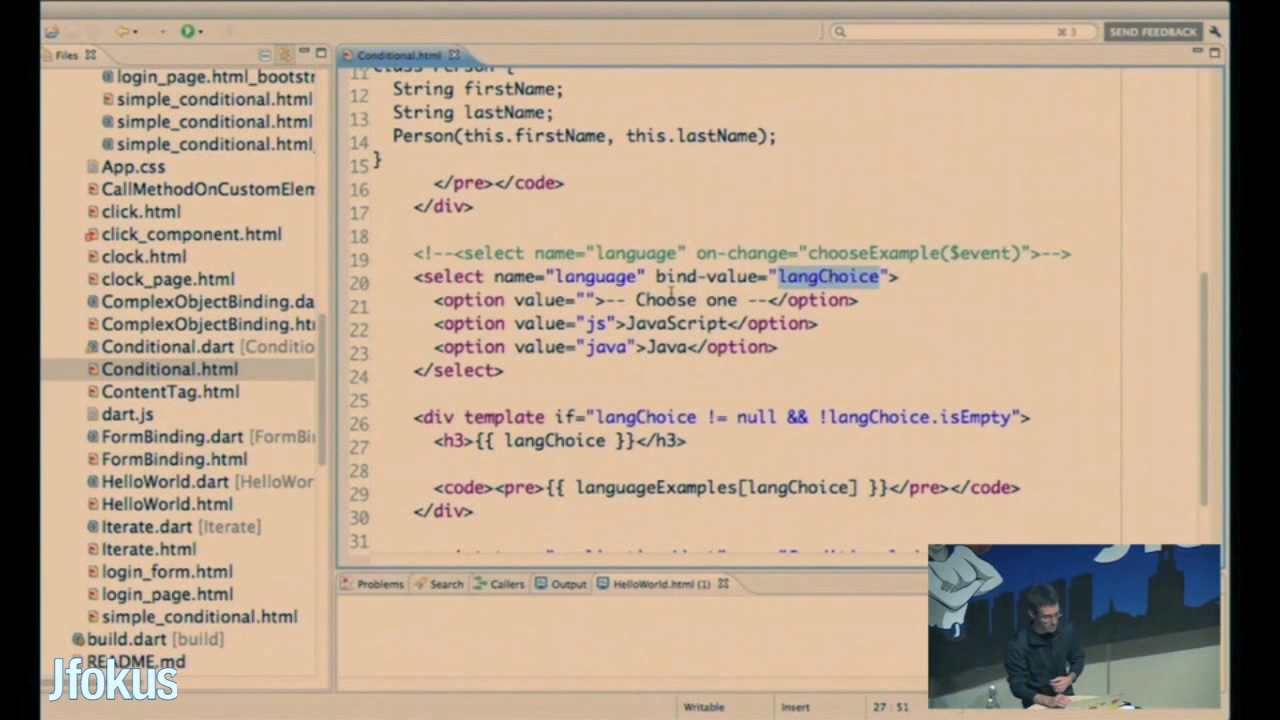 ⌘ 3
SEND FEEDBACK
Files
Conditional.html
login_page.html_bootstr
simple_conditional.html
simple_conditional.html
simple_conditional.html_
App.css
CallMethodOnCustomElem
click.html
click_component.html
clock.html
clock_page.html
ComplexObjectBinding.da
ComplexObjectBinding.htm
Conditional.dart [Conditio
Conditional.html
ContentTag.html
dart.js
FormBinding.dart [FormBi
FormBinding.html
HelloWorld.dart [HelloWor
HelloWorld.html
Iterate.dart [Iterate]
Iterate.html
login_form.html
login_page.html
simple_conditional.html
build.dart [build]
README.md
11 class Person {
12 String firstName;
13 String lastName;
14 Person(this.firstName, this.lastName);
15 }
16 </pre></code>
17 </div>
18
19 <!--<select name="language" on-change="chooseExample($event)">-->
20 <select name="language" bind-value="langChoice">
21 <option value="">-- Choose one --</option>
22 <option value="js">JavaScript</option>
23 <option value="java">Java</option>
24 </select>
25
26 <div template if="langChoice != null && !langChoice.isEmpty">
27 <h3>{{ langChoice }}</h3>
28
29 <code><pre>{{ languageExamples[langChoice] }}</pre></code>
30 </div>
31
Problems Search Callers Output HelloWorld.html (1)
Writable Insert 27 : 51
Jfokus